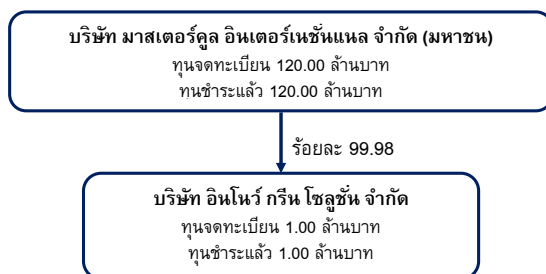 บริษัท มาสเตอร์คูล อินเตอร์เนชั่นแนล จำกัด (มหาชน)
ทุนจดทะเบียน 120.00 ล้านบาท
ทุนชำระแล้ว 120.00 ล้านบาท
ร้อยละ 99.98
บริษัท อินโนว์ กรีน โซลูชั่น จำกัด
ทุนจดทะเบียน 1.00 ล้านบาท
ทุนชำระแล้ว 1.00 ล้านบาท